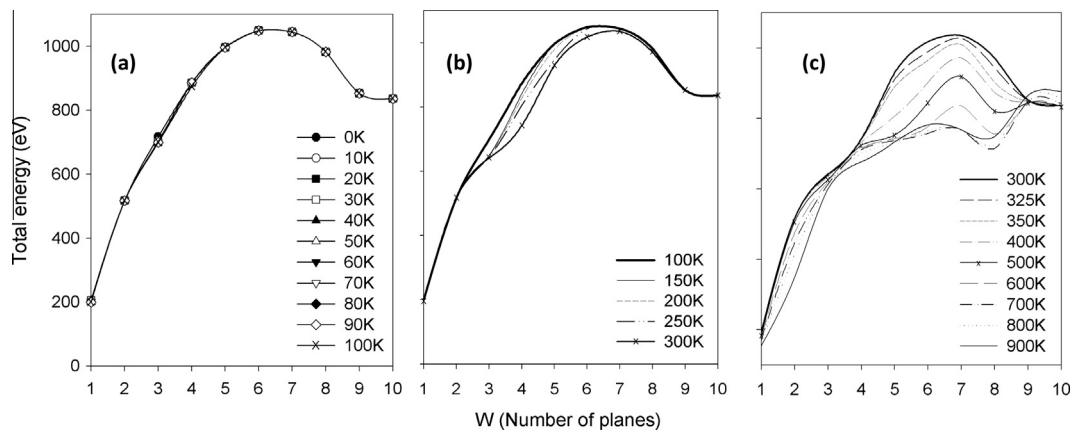 (a)
(b)
(c)
Total energy (eV)
1000
800
600
400
200
0
0K
10K
20K
30K
40K
50K
60K
70K
80K
90K
100K
1 2 3 4 5 6 7 8 9 10
100K
150K
200K
250K
300K
1 2 3 4 5 6 7 8 9 10
300K
325K
350K
400K
500K
600K
700K
800K
900K
1 2 3 4 5 6 7 8 9 10
W (Number of planes)